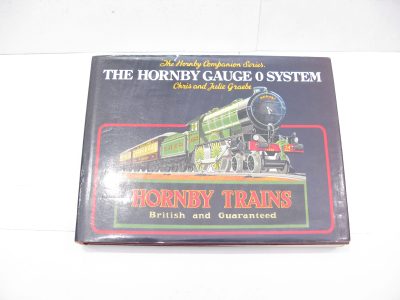 The Hornby Companion Series.
THE HORNBY GAUGE 0 SYSTEM
Chris and Julie Graebe
HORNBY TRAINS
British and Guaranteed